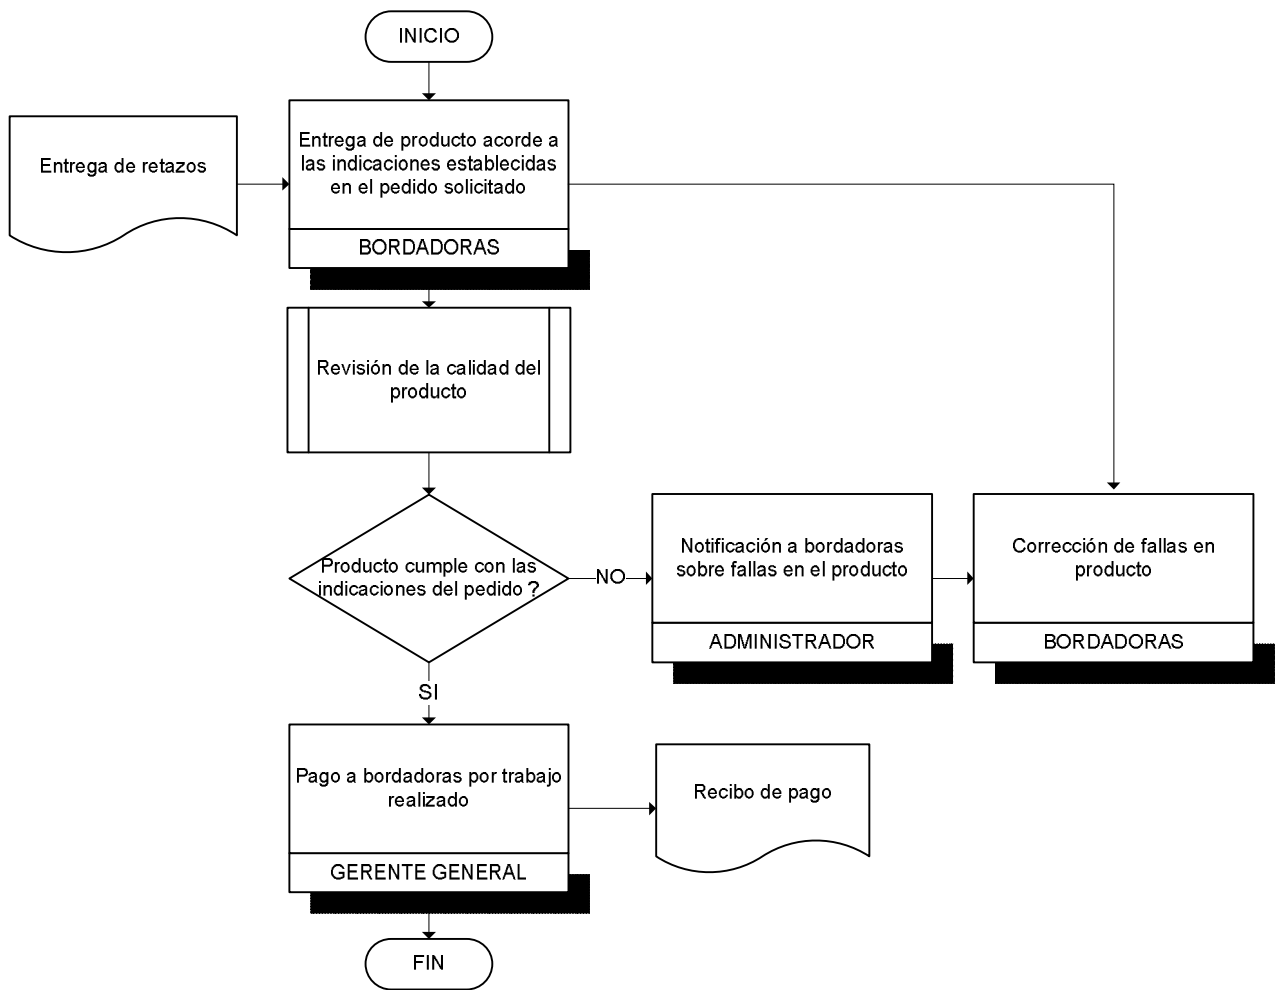 INICIO
Entrega de retazos
Entrega de producto acorde a
las indicaciones establecidas
en el pedido solicitado
BORDADORAS
Revisión de la calidad del
producto
Producto cumple con las
indicaciones del pedido ?
NO
Notificación a bordadoras
sobre fallas en el producto
ADMINISTRADOR
Corrección de fallas en
producto
BORDADORAS
SI
Pago a bordadoras por trabajo
realizado
GERENTE GENERAL
Recibo de pago
FIN